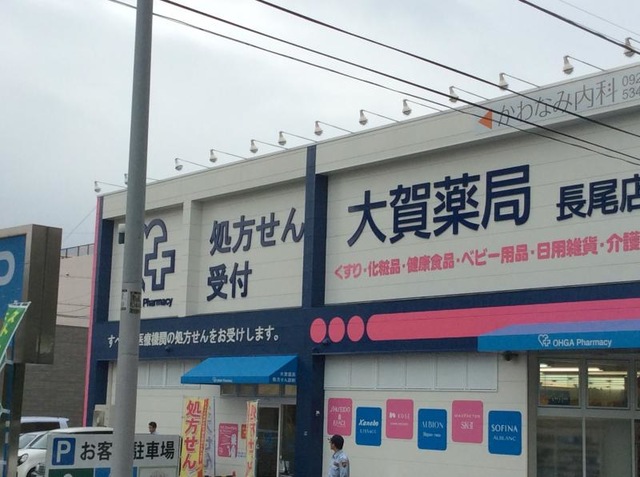 かわなみ内科
092
534
大賀薬局 長尾店
くすり・化粧品・健康食品・ベビー用品・日用雑貨・介護
処方せん
受付
Pharmacy
医療機関の処方せんをお受けします。
OHGA Pharmacy
Kanebo
ALBION
SK-II
SOFINA
ALBLANC
処方せん
受付
P お客 駐車場